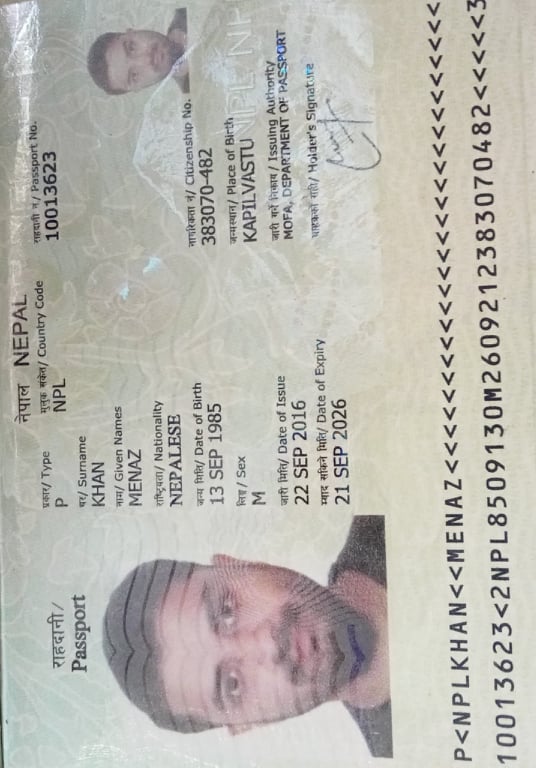 नेपाल NEPAL
राहदानी/
Passport
प्रकार/ Type
P
मुलुक संकेत/ Country Code
NPL
राहदानी नं/ Passport No.
10013623
थर/ Surname
KHAN
नाम/ Given Names
MENAZ
राष्ट्रियता/ Nationality
NEPALESE
जन्म मिति/ Date of Birth
13 SEP 1985
नागरिकता नं/ Citizenship No.
383070-482
लिङ्ग/ Sex
M
जन्मस्थान/ Place of Birth
KAPILVASTU
जारी मिति/ Date of Issue
22 SEP 2016
जारी गर्ने निकाय/ Issuing Authority
MOFA, DEPARTMENT OF PASSPORT
म्याद सकिने मिति/ Date of Expiry
21 SEP 2026
वाहकको सही/ Holder's Signature
P<NPLKHAN<<MENAZ<<<<<<<<<<<<<<<<<<<<<<<<<<<<
10013623<2NPL8509130M2609212383070482<<<<<3